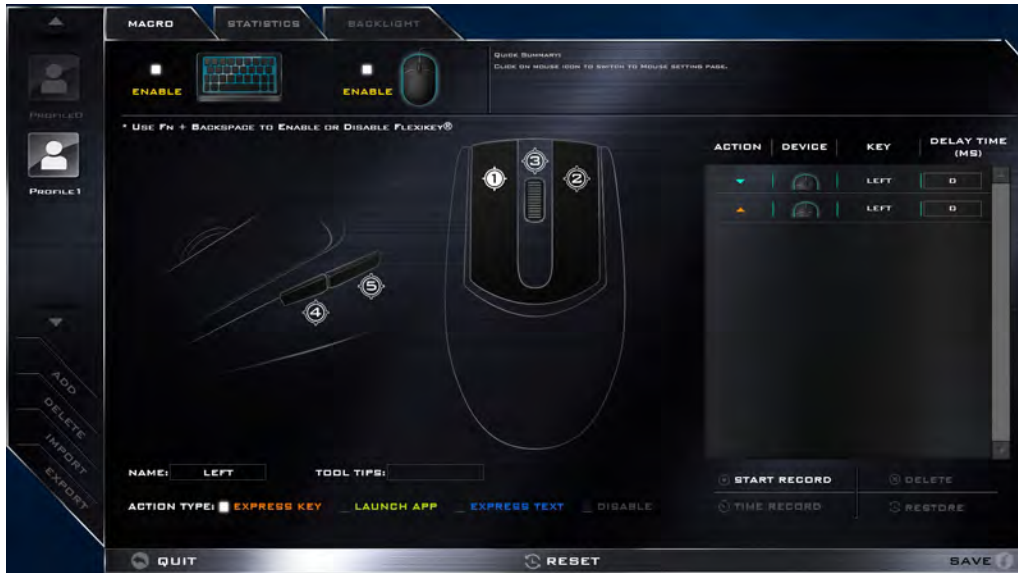 MACRO STATISTICS BACKLIGHT
ENABLE ENABLE
QUICK SUMMARY:
CLICK ON MOUSE ICON TO SWITCH TO MOUSE SETTING PAGE.
PROFILE0
PROFILE1
* USE FN + BACKSPACE TO ENABLE OR DISABLE FLEXIKEY®
1 3 2
5
4
ACTION DEVICE KEY DELAY TIME (MS)
LEFT 0
LEFT 0
ADD
DELETE
IMPORT
EXPORT
NAME: LEFT TOOL TIPS:
ACTION TYPE: EXPRESS KEY LAUNCH APP EXPRESS TEXT DISABLE
START RECORD DELETE
TIME RECORD RESTORE
QUIT RESET SAVE